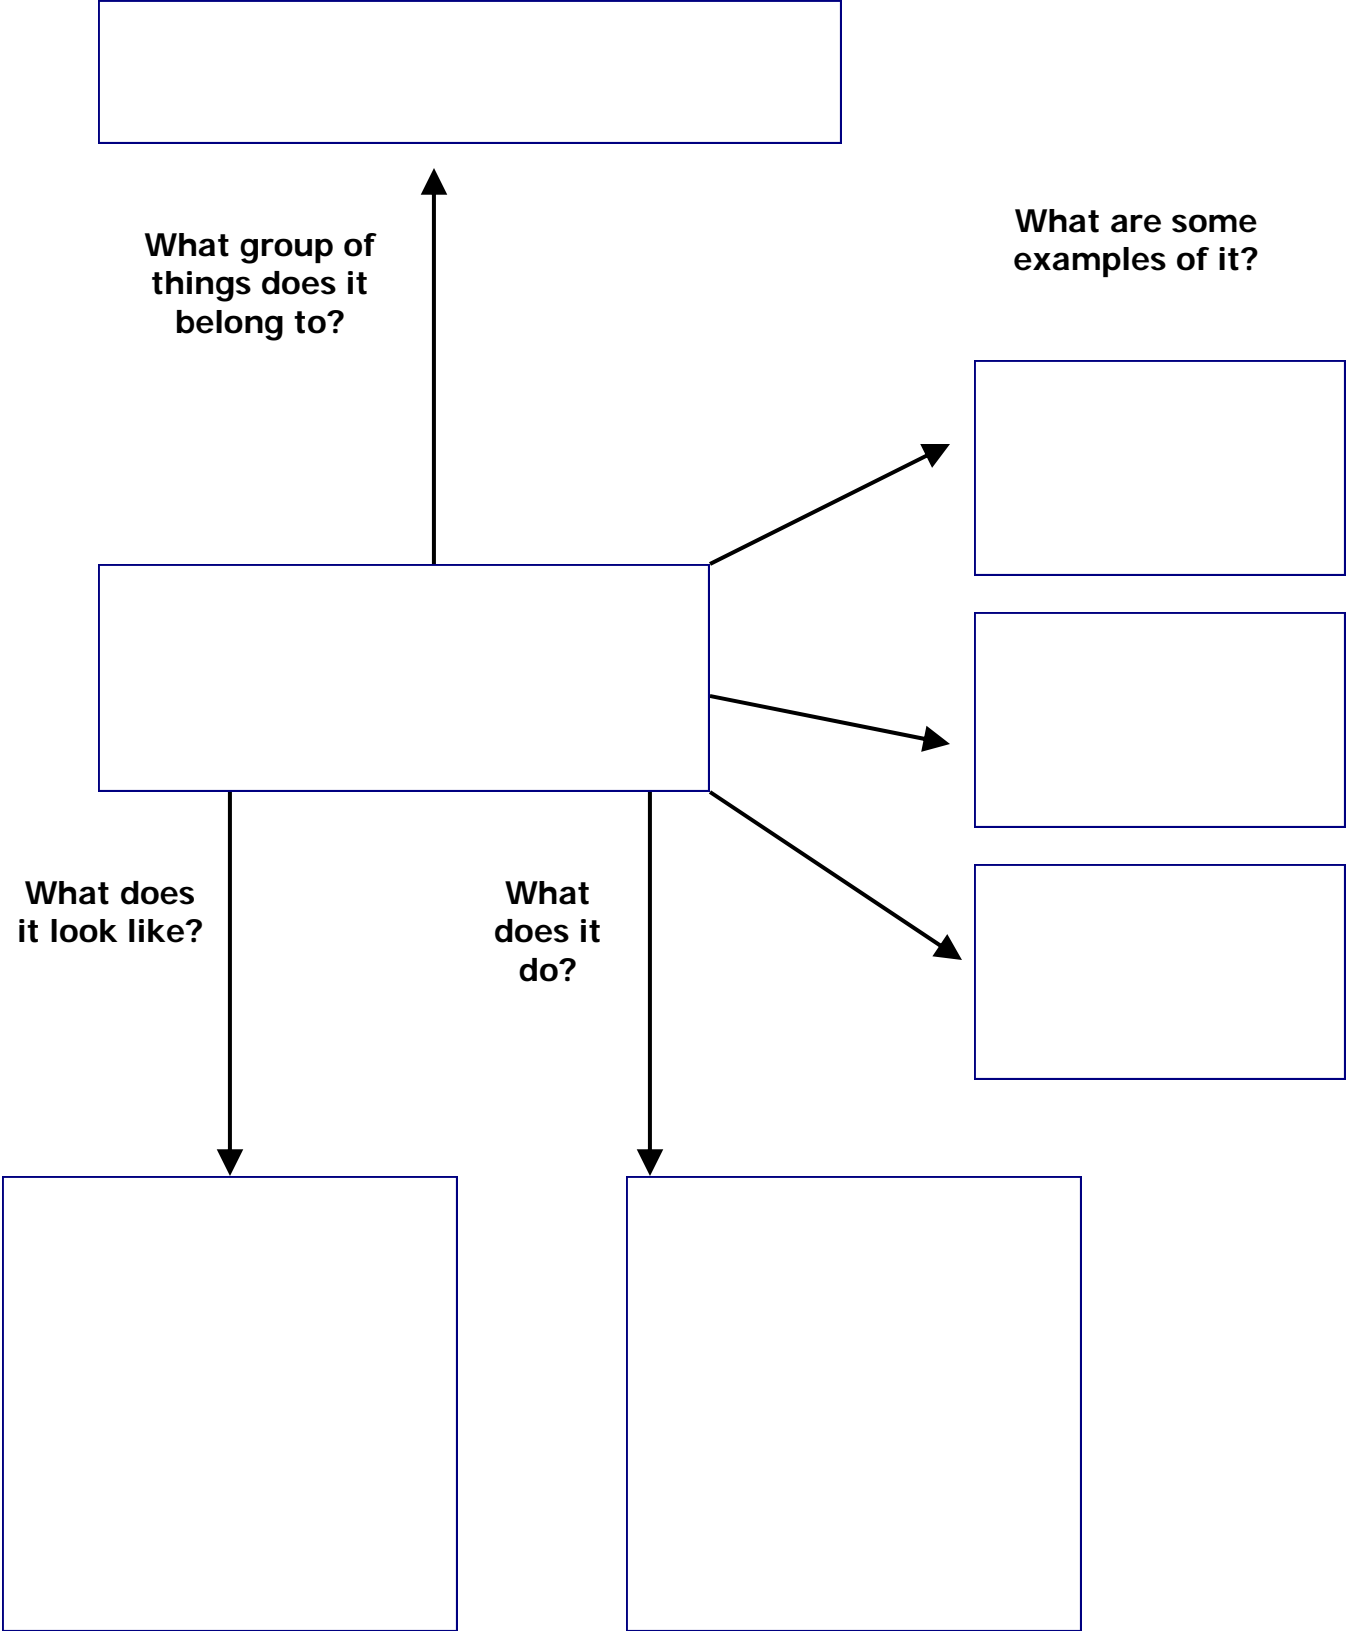 What group of
things does it
belong to?
What are some
examples of it?
What does
it look like?
What
does it
do?